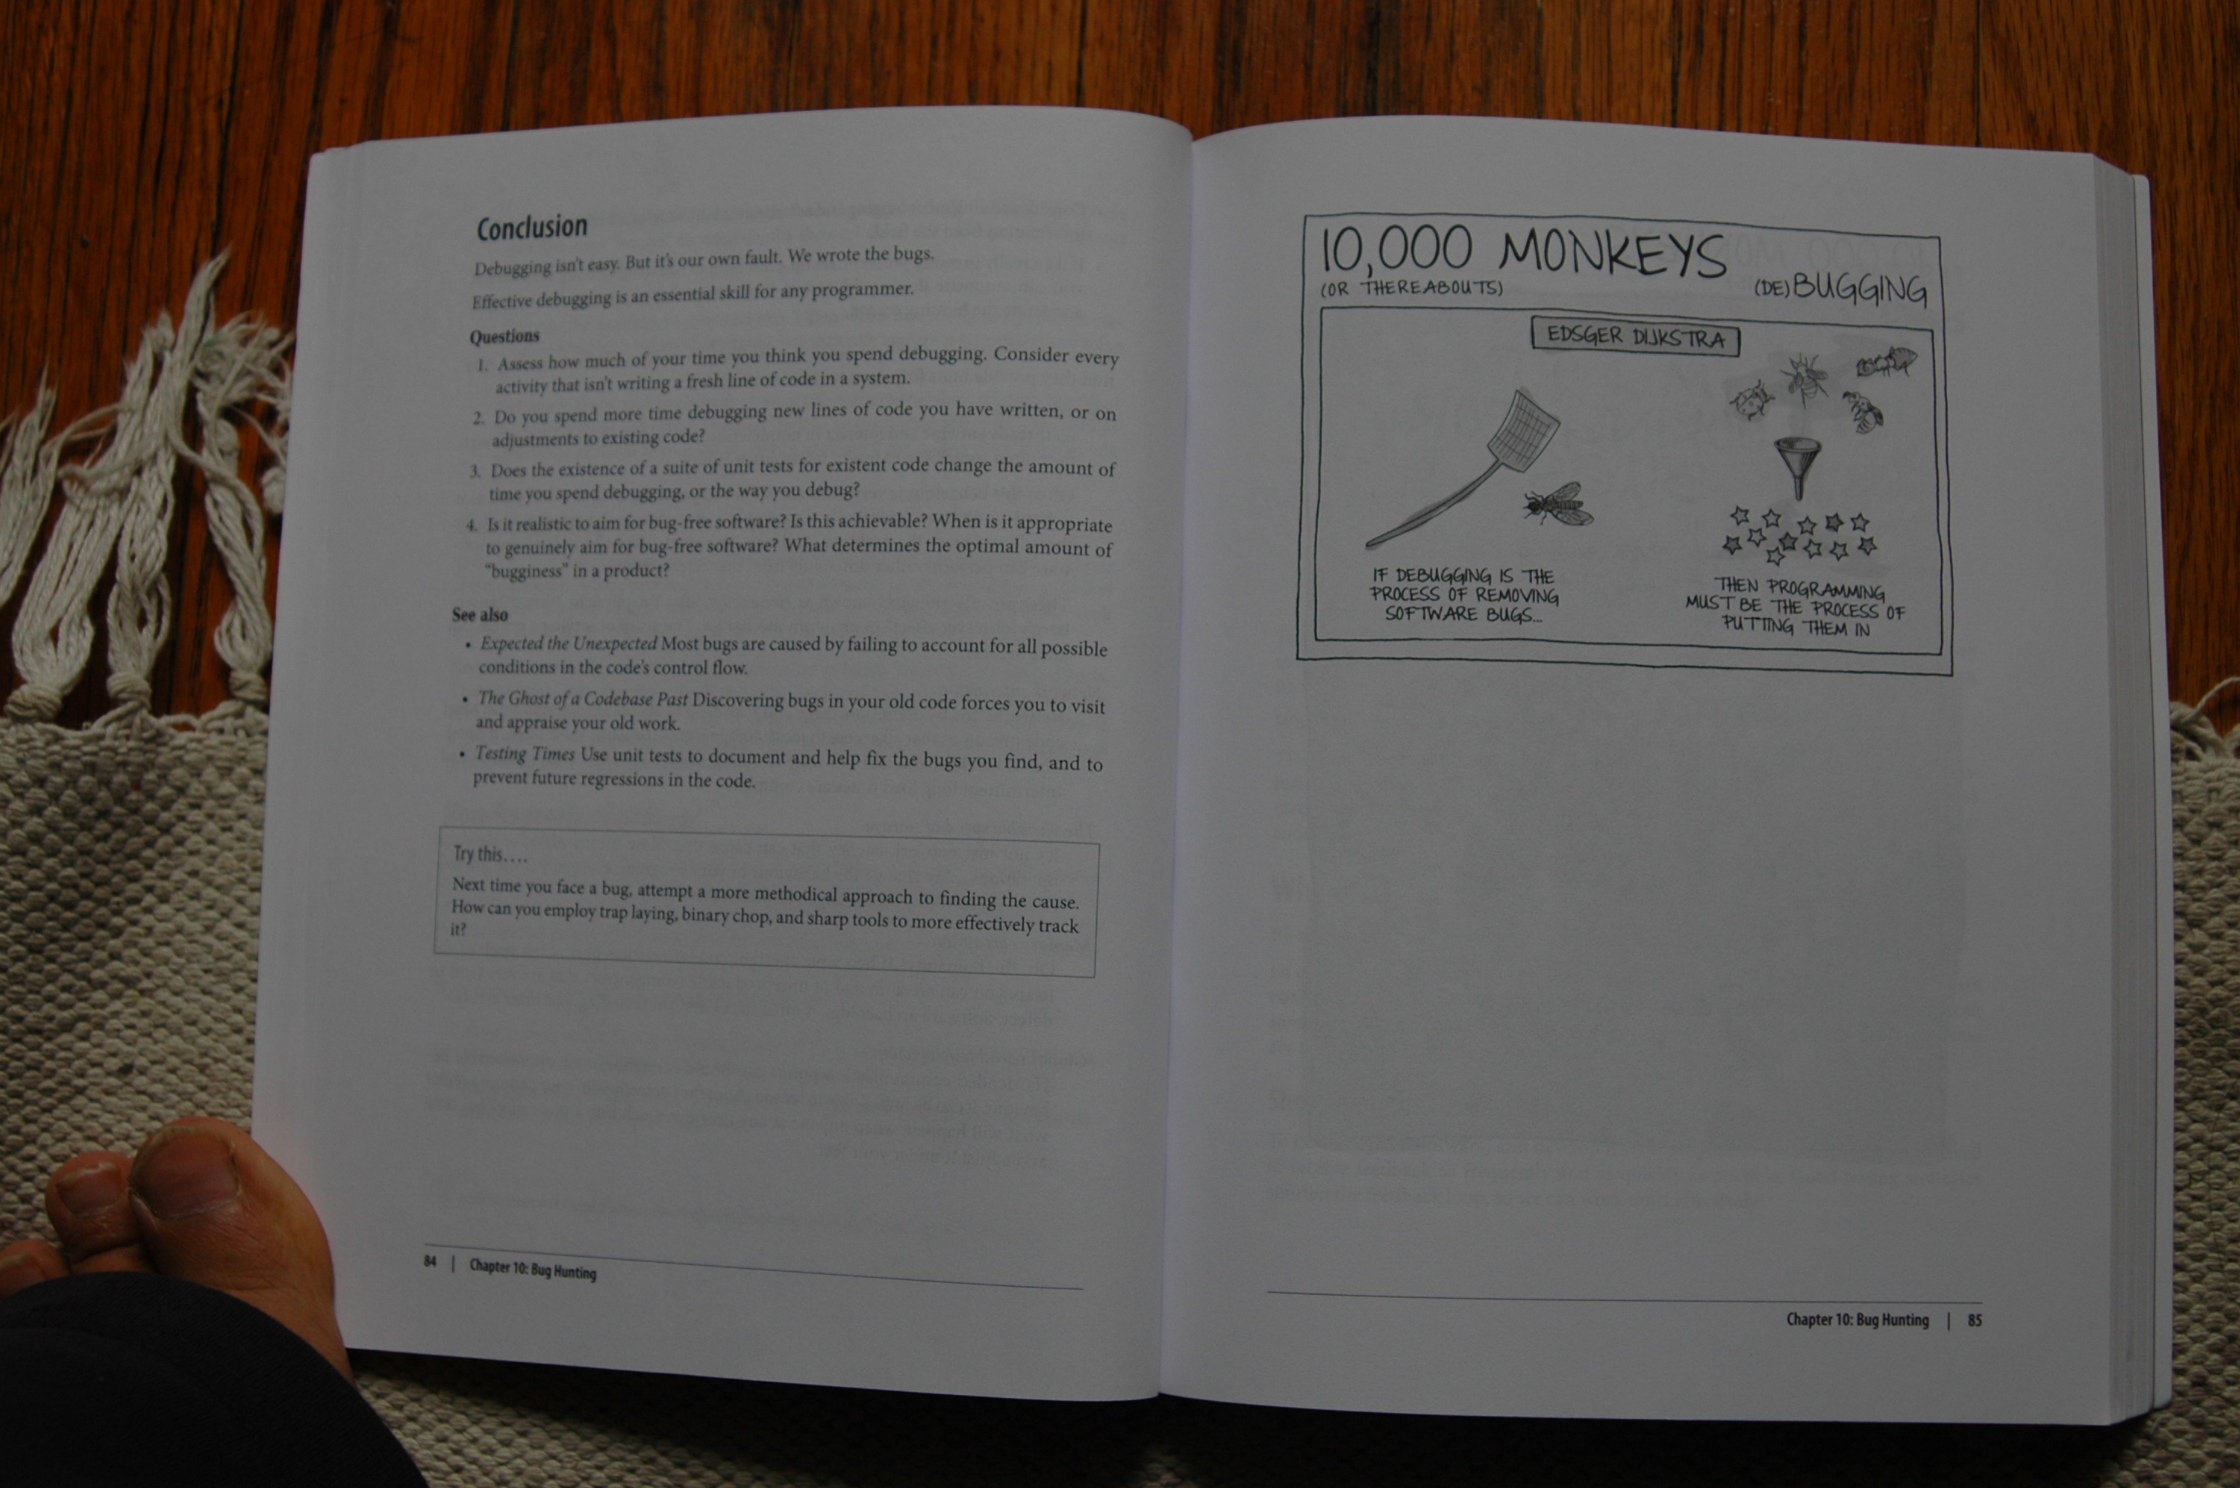 Conclusion
Debugging isn't easy. But it's our own fault. We wrote the bugs.
Effective debugging is an essential skill for any programmer.
Questions
1. Assess how much of your time you think you spend debugging. Consider every
activity that isn't writing a fresh line of code in a system.
2. Do you spend more time debugging new lines of code you have written, or on
adjustments to existing code?
3. Does the existence of a suite of unit tests for existent code change the amount of
time you spend debugging, or the way you debug?
4. Is it realistic to aim for bug-free software? Is this achievable? When is it appropriate
to genuinely aim for bug-free software? What determines the optimal amount of
“bugginess” in a product?
See also
• Expected the Unexpected Most bugs are caused by failing to account for all possible
conditions in the code's control flow.
• The Ghost of a Codebase Past Discovering bugs in your old code forces you to visit
and appraise your old work.
• Testing Times Use unit tests to document and help fix the bugs you find, and to
prevent future regressions in the code.
Try this....
Next time you face a bug, attempt a more methodical approach to finding the cause.
How can you employ trap laying, binary chop, and sharp tools to more effectively track
it?
84 | Chapter 10: Bug Hunting
10,000 MONKEYS
(OR THEREABOUTS)
(DE)BUGGING
EDSGER DIJKSTRA
IF DEBUGGING IS THE
PROCESS OF REMOVING
SOFTWARE BUGS...
THEN PROGRAMMING
MUST BE THE PROCESS OF
PUTTING THEM IN
Chapter 10: Bug Hunting | 85